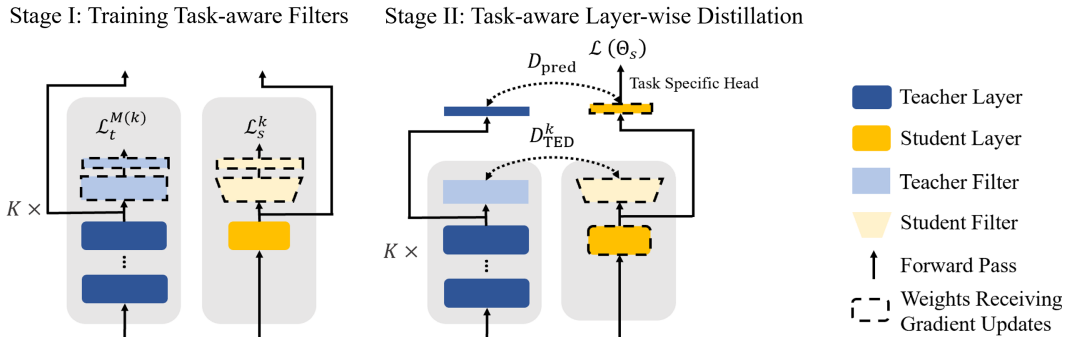 Stage I: Training Task-aware Filters
Stage II: Task-aware Layer-wise Distillation
ℒ (Θ_s)
D_pred
Task Specific Head
ℒ_t^{M(k)}
ℒ_s^k
D_TED^k
K ×
K ×
Teacher Layer
Student Layer
Teacher Filter
Student Filter
Forward Pass
Weights Receiving
Gradient Updates